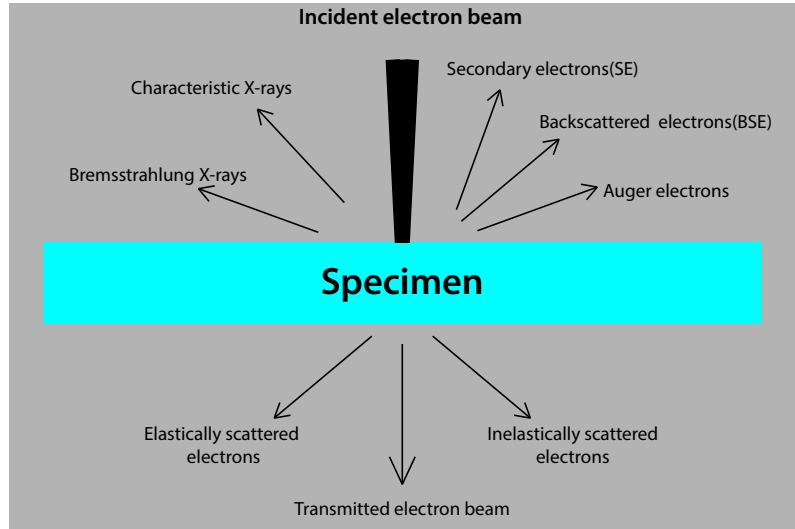 Incident electron beam
Secondary electrons(SE)
Characteristic X-rays
Backscattered electrons(BSE)
Bremsstrahlung X-rays
Auger electrons
Specimen
Elastically scattered
electrons
Inelastically scattered
electrons
Transmitted electron beam